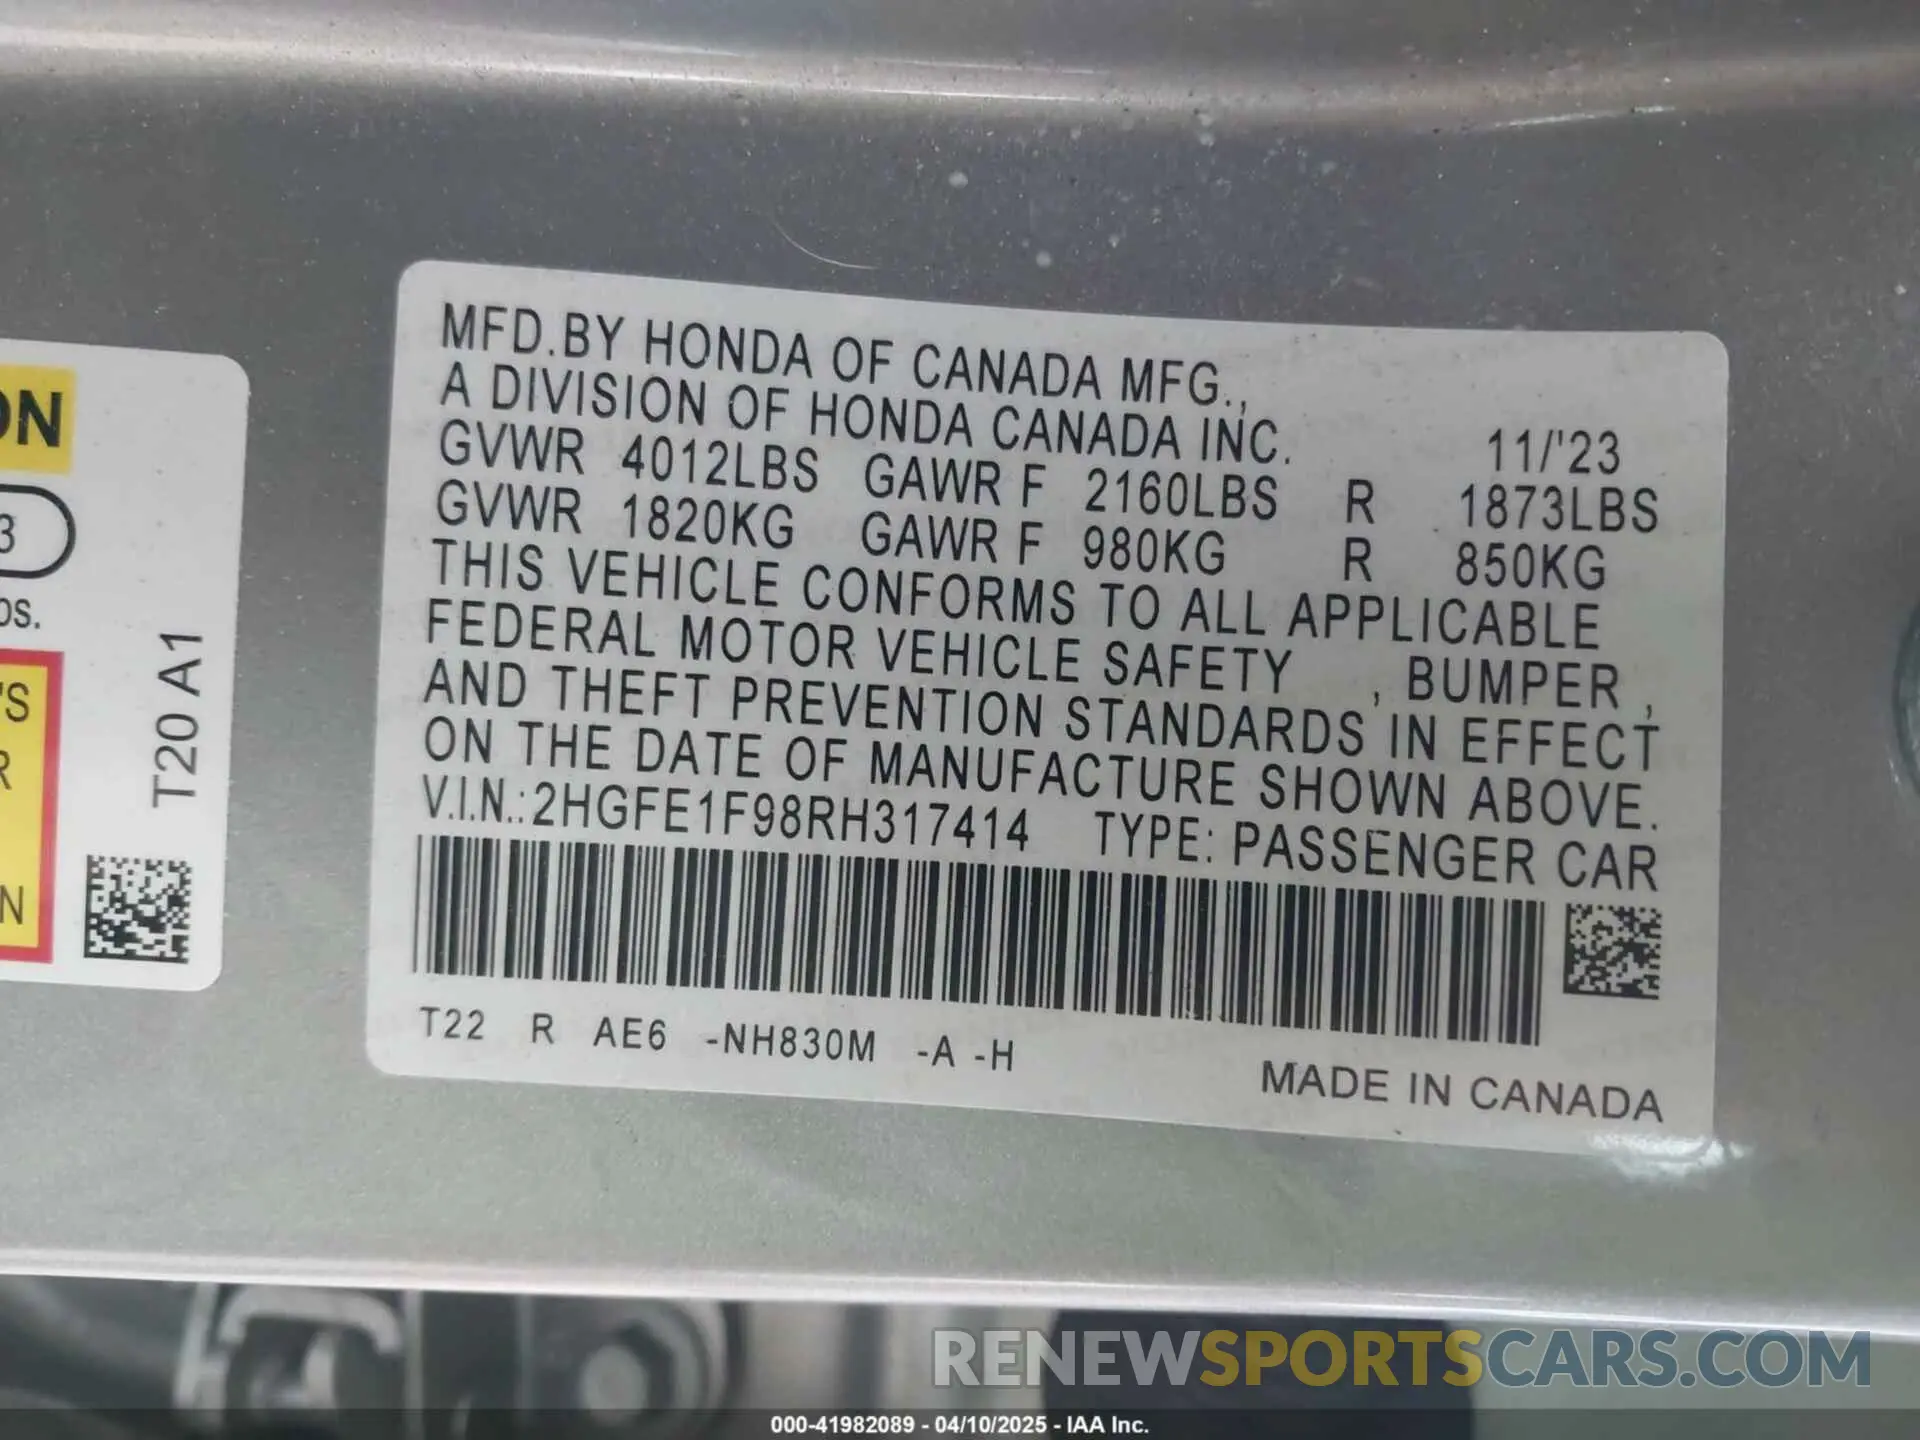 MFD.BY HONDA OF CANADA MFG.,
A DIVISION OF HONDA CANADA INC. 11/'23
GVWR 4012LBS GAWR F 2160LBS R 1873LBS
GVWR 1820KG GAWR F 980KG R 850KG
THIS VEHICLE CONFORMS TO ALL APPLICABLE
FEDERAL MOTOR VEHICLE SAFETY , BUMPER ,
AND THEFT PREVENTION STANDARDS IN EFFECT
ON THE DATE OF MANUFACTURE SHOWN ABOVE.
V.I.N.:2HGFE1F98RH317414 TYPE: PASSENGER CAR
T22 R AE6 -NH830M -A -H
MADE IN CANADA
T20 A1
RENEWSPORTSCARS.COM
000-41982089 - 04/10/2025 - IAA Inc.